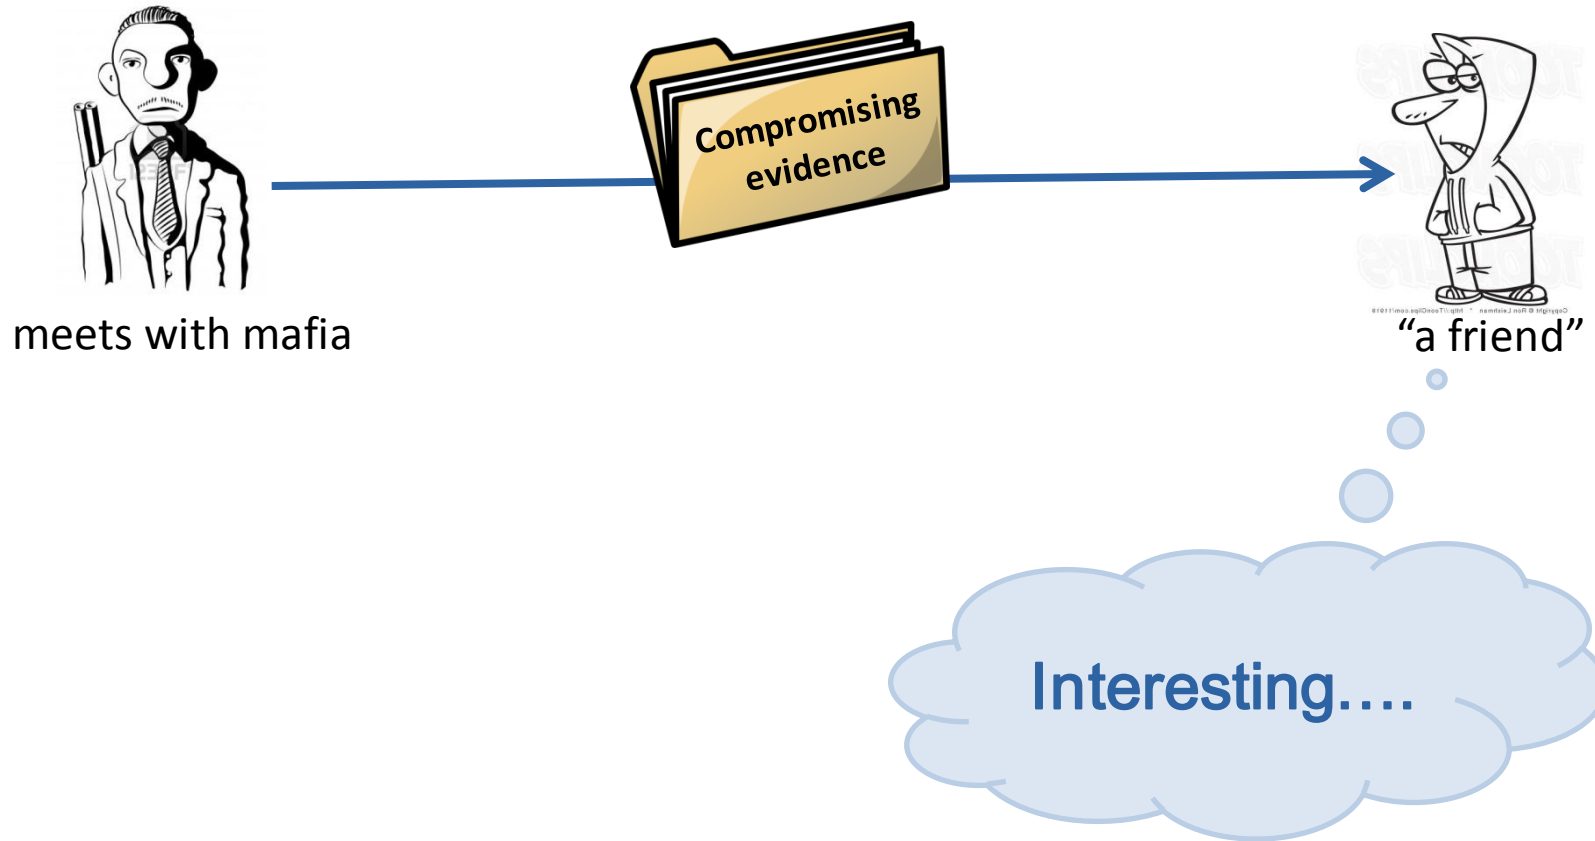 Compromising
evidence
meets with mafia
“a friend”
Interesting....